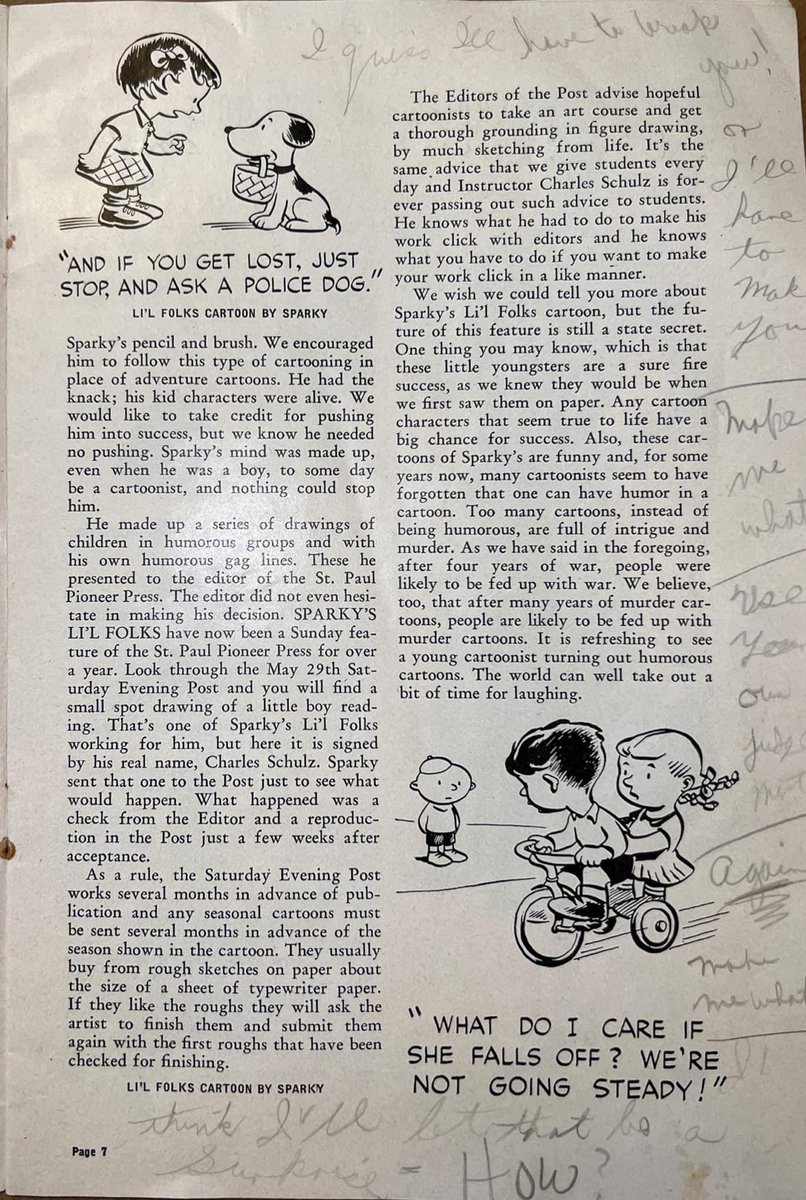 I guess I'll have to break
you!
or
I'll
have
to
Make
You
"AND IF YOU GET LOST, JUST
STOP, AND ASK A POLICE DOG."
LI'L FOLKS CARTOON BY SPARKY
Sparky's pencil and brush. We encouraged
him to follow this type of cartooning in
place of adventure cartoons. He had the
knack; his kid characters were alive. We
would like to take credit for pushing
him into success, but we know he needed
no pushing. Sparky's mind was made up,
even when he was a boy, to some day
be a cartoonist, and nothing could stop
him.
He made up a series of drawings of
children in humorous groups and with
his own humorous gag lines. These he
presented to the editor of the St. Paul
Pioneer Press. The editor did not even hesi-
tate in making his decision. SPARKY'S
LI'L FOLKS have now been a Sunday fea-
ture of the St. Paul Pioneer Press for over
a year. Look through the May 29th Sat-
urday Evening Post and you will find a
small spot drawing of a little boy read-
ing. That's one of Sparky's Li'l Folks
working for him, but here it is signed
by his real name, Charles Schulz. Sparky
sent that one to the Post just to see what
would happen. What happened was a
check from the Editor and a reproduc-
tion in the Post just a few weeks after
acceptance.
As a rule, the Saturday Evening Post
works several months in advance of pub-
lication and any seasonal cartoons must
be sent several months in advance of the
season shown in the cartoon. They usually
buy from rough sketches on paper about
the size of a sheet of typewriter paper.
If they like the roughs they will ask the
artist to finish them and submit them
again with the first roughs that have been
checked for finishing.
LI'L FOLKS CARTOON BY SPARKY
The Editors of the Post advise hopeful
cartoonists to take an art course and get
a thorough grounding in figure drawing,
by much sketching from life. It's the
same advice that we give students every
day and Instructor Charles Schulz is for-
ever passing out such advice to students.
He knows what he had to do to make his
work click with editors and he knows
what you have to do if you want to make
your work click in a like manner.
We wish we could tell you more about
Sparky's Li'l Folks cartoon, but the fu-
ture of this feature is still a state secret.
One thing you may know, which is that
these little youngsters are a sure fire
success, as we knew they would be when
we first saw them on paper. Any cartoon
characters that seem true to life have a
big chance for success. Also, these car-
toons of Sparky's are funny and, for some
years now, many cartoonists seem to have
forgotten that one can have humor in a
cartoon. Too many cartoons, instead of
being humorous, are full of intrigue and
murder. As we have said in the foregoing,
after four years of war, people were
likely to be fed up with war. We believe,
too, that after many years of murder car-
toons, people are likely to be fed up with
murder cartoons. It is refreshing to see
a young cartoonist turning out humorous
cartoons. The world can well take out a
bit of time for laughing.
"WHAT DO I CARE IF
SHE FALLS OFF? WE'RE
NOT GOING STEADY!"
Make
me
what
Use
Your
own
Again
make
me what
I
think I'll let that be a
Surprise - How?
Page 7